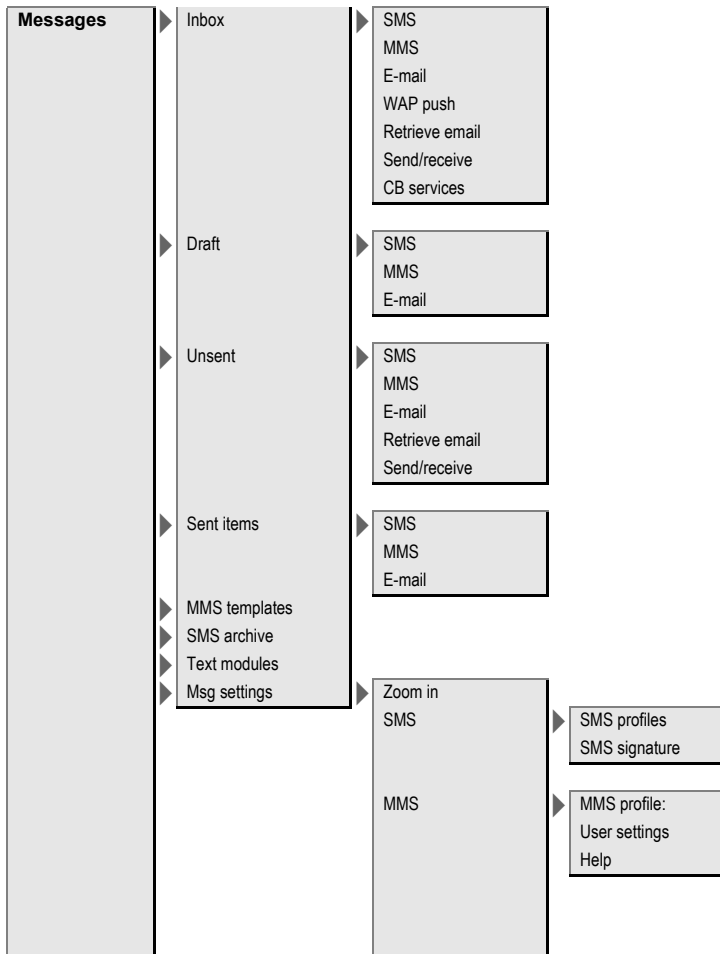 Messages
Inbox
SMS
MMS
E-mail
WAP push
Retrieve email
Send/receive
CB services
Draft
SMS
MMS
E-mail
Unsent
SMS
MMS
E-mail
Retrieve email
Send/receive
Sent items
SMS
MMS
E-mail
MMS templates
SMS archive
Text modules
Msg settings
Zoom in
SMS
SMS profiles
SMS signature
MMS
MMS profile:
User settings
Help